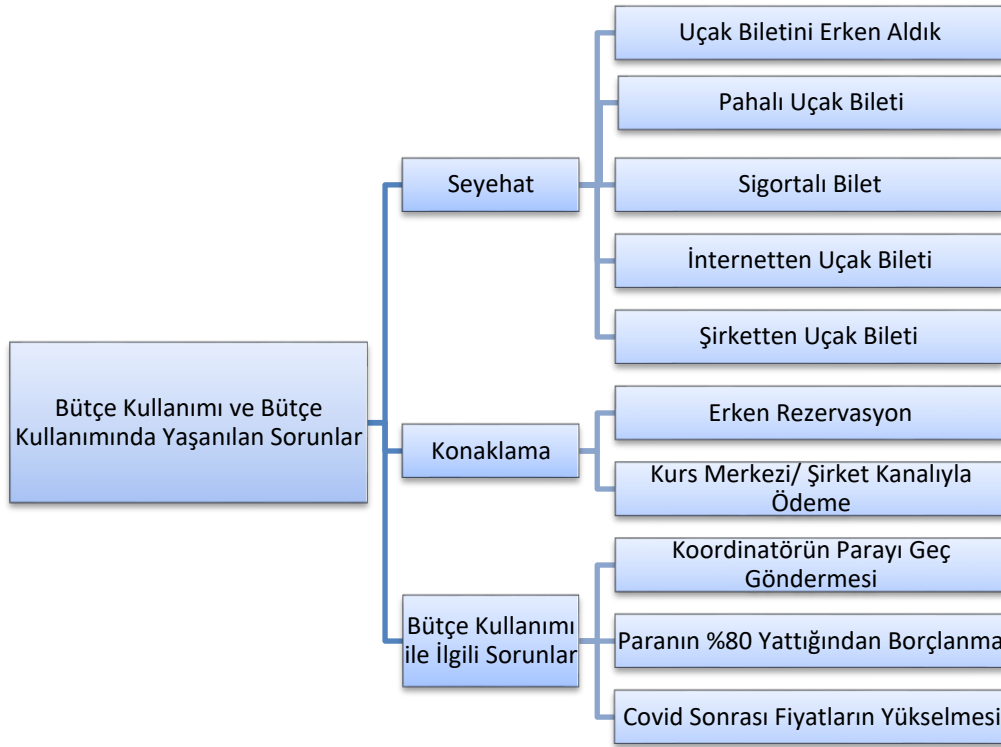 Bütçe Kullanımı ve Bütçe
Kullanımında Yaşanılan Sorunlar
Seyehat
Uçak Biletini Erken Aldık
Pahalı Uçak Bileti
Sigortalı Bilet
İnternetten Uçak Bileti
Şirketten Uçak Bileti
Konaklama
Erken Rezervasyon
Kurs Merkezi/ Şirket Kanalıyla
Ödeme
Bütçe Kullanımı
ile İlgili Sorunlar
Koordinatörün Parayı Geç
Göndermesi
Paranın %80 Yattığından Borçlanma
Covid Sonrası Fiyatların Yükselmesi